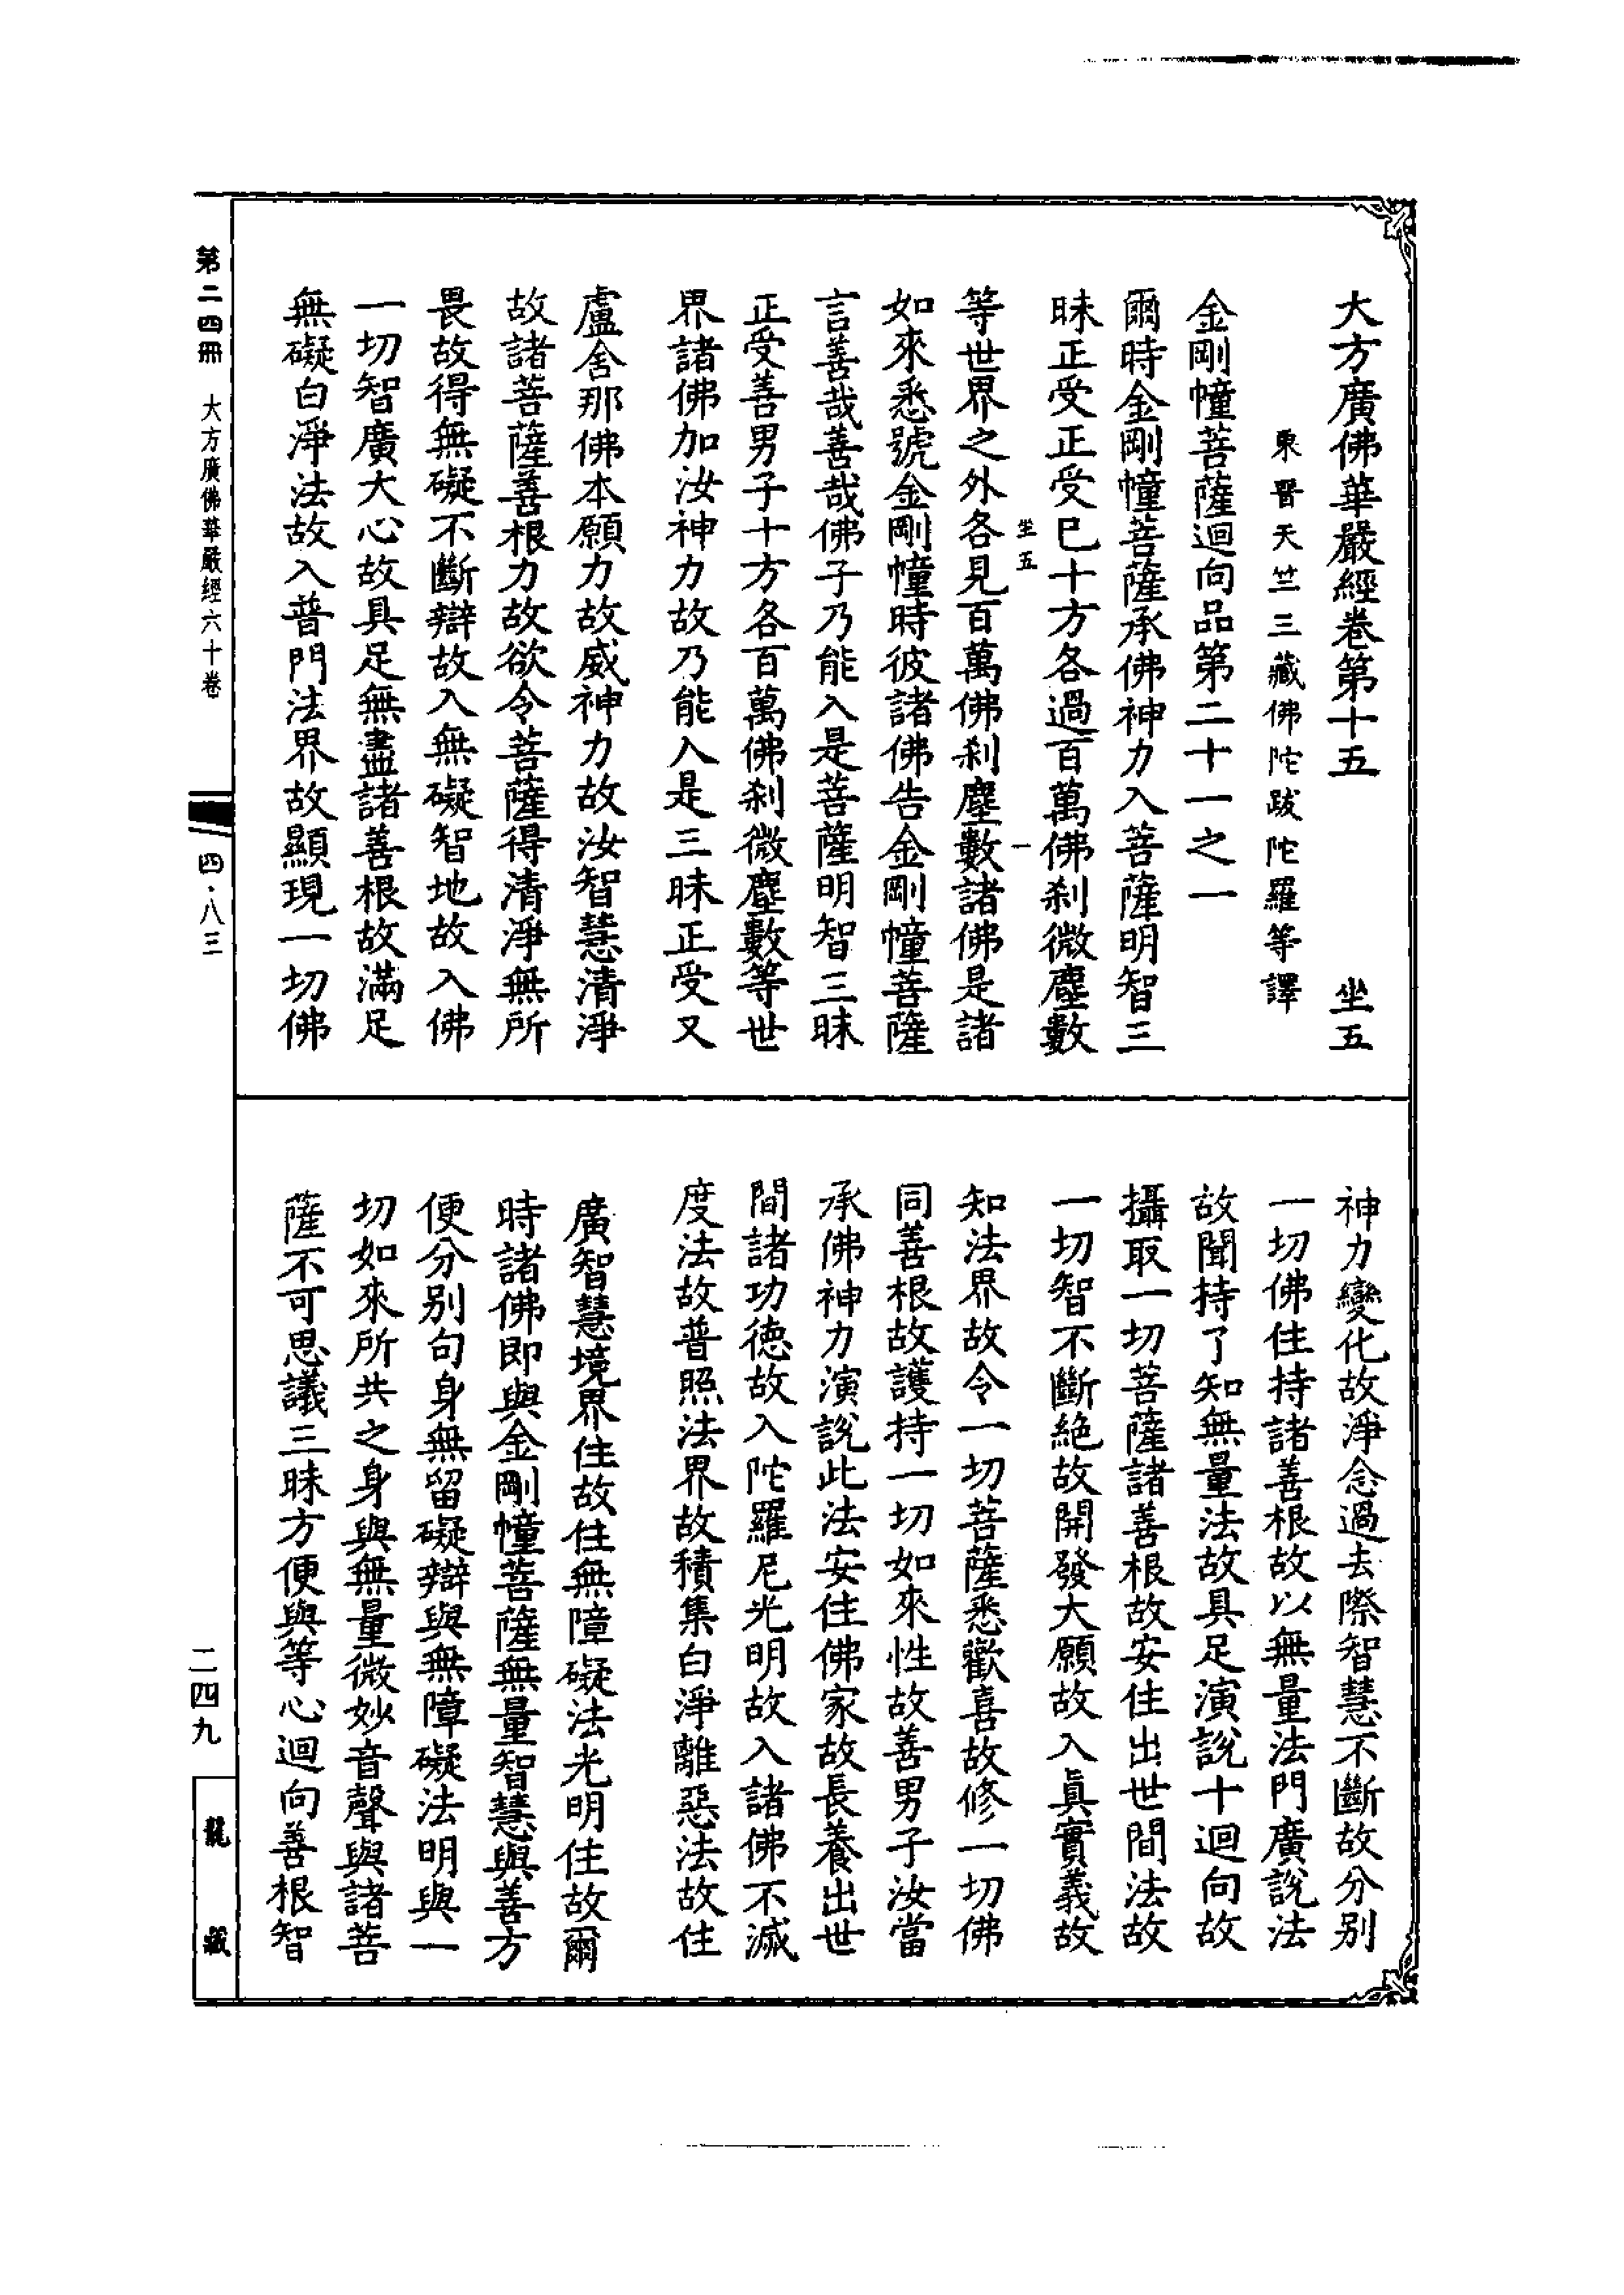 大方廣佛華嚴經卷第十五 坐五
東晉天竺三藏佛陀跋陀羅等譯
金剛幢菩薩迴向品第二十一之一
爾時金剛幢菩薩承佛神力入菩薩明智三
昧正受正受已十方各過百萬佛刹微塵數
坐五 一
等世界之外各見百萬佛刹塵數諸佛是諸
如來悉號金剛幢時彼諸佛告金剛幢菩薩
言善哉善哉佛子乃能入是菩薩明智三昧
正受善男子十方各百萬佛刹微塵數等世
界諸佛加汝神力故乃能入是三昧正受又
盧舍那佛本願力故威神力故汝智慧清淨
故諸菩薩善根力故欲令菩薩得清淨無所
畏故得無礙不斷辯故入無礙智地故入佛
一切智廣大心故具足無盡諸善根故滿足
無礙白淨法故入普門法界故顯現一切佛
神力變化故淨念過去際智慧不斷故分別
一切佛住持諸善根故以無量法門廣說法
故聞持了知無量法故具足演說十迴向故
攝取一切菩薩諸善根故安住出世間法故
一切智不斷絶故開發大願故入眞實義故
知法界故令一切菩薩悉歡喜故修一切佛
同善根故護持一切如來性故善男子汝當
承佛神力演說此法安住佛家故長養出世
間諸功德故入陀羅尼光明故入諸佛不滅
度法故普照法界故積集白淨離惡法故住
廣智慧境界住故住無障礙法光明住故爾
時諸佛即與金剛幢菩薩無量智慧與善方
便分別句身無留礙辯與無障礙法明與一
切如來所共之身與無量微妙音聲與諸菩
薩不可思議三昧方便與等心迴向善根智
第二四冊 大方廣佛華嚴經六十卷 四·八三
二四九 龍藏